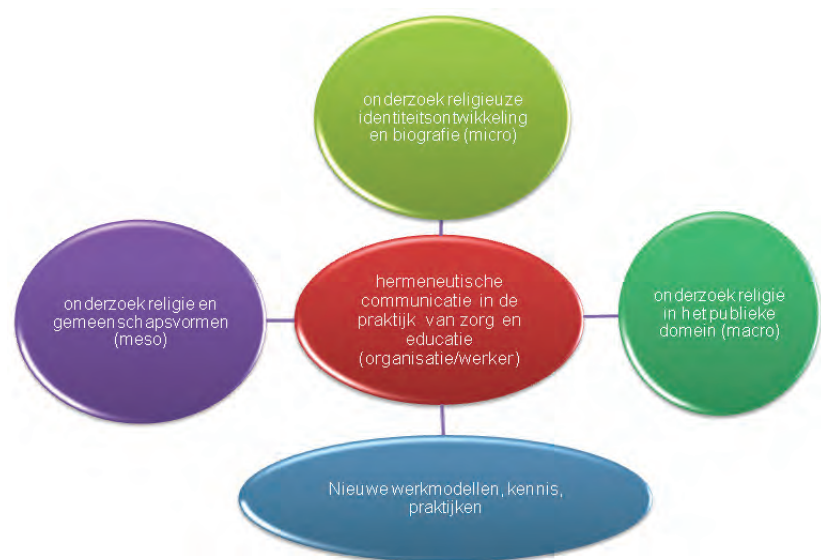 onderzoek religieuze
identiteitsontwikkeling
en biografie (micro)
onderzoek religie en
gemeenschapsvormen
(meso)
hermeneutische
communicatie in de
praktijk van zorg en
educatie
(organisatie/werker)
onderzoek religie
in het publieke
domein (macro)
Nieuwe werkmodellen, kennis,
praktijken